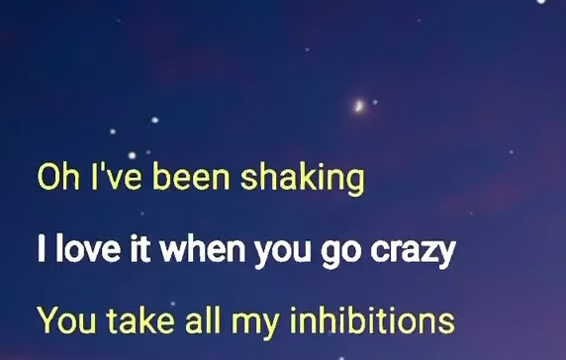 Oh I've been shaking
I love it when you go crazy
You take all my inhibitions